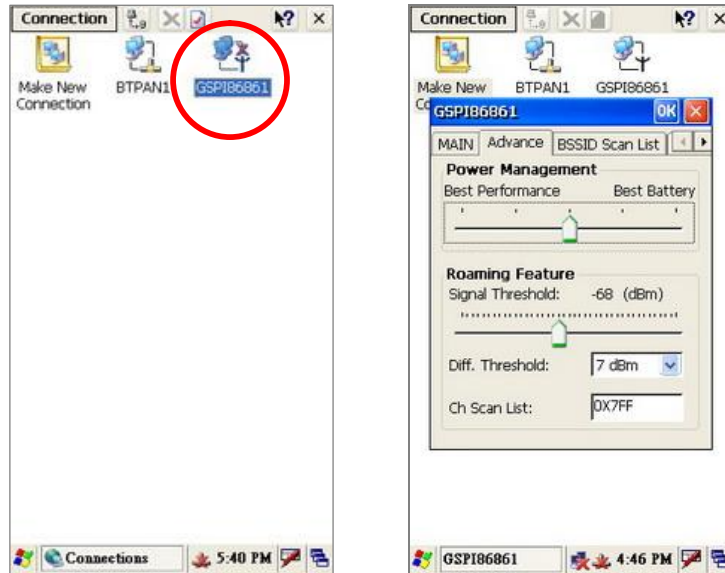 Connection
Make New
Connection
BTPAN1
GSPI86861
Connections
5:40 PM
Connection
Make New
BTPAN1
GSPI86861
GSPI86861
OK
MAIN
Advance
BSSID Scan List
Power Management
Best Performance
Best Battery
Roaming Feature
Signal Threshold:
-68 (dBm)
Diff. Threshold:
7 dBm
Ch Scan List:
0X7FF
GSPI86861
4:46 PM